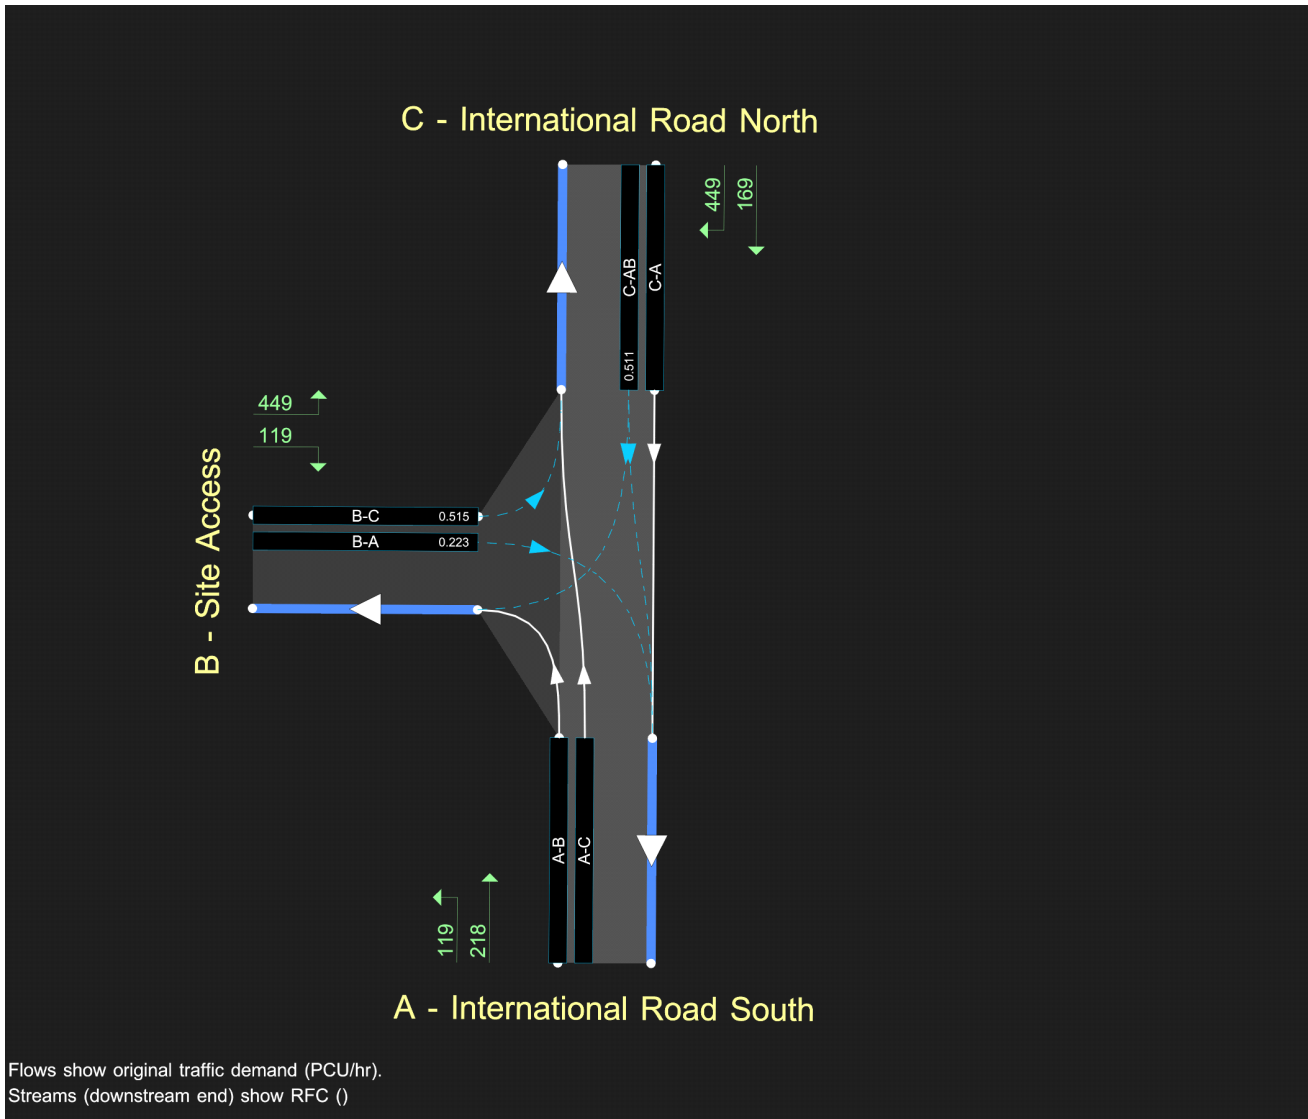 C - International Road North
449
169
C-AB
C-A
0.511
449
119
B - Site Access
B-C
0.515
B-A
0.223
A-B
A-C
119
218
A - International Road South
Flows show original traffic demand (PCU/hr).
Streams (downstream end) show RFC ()